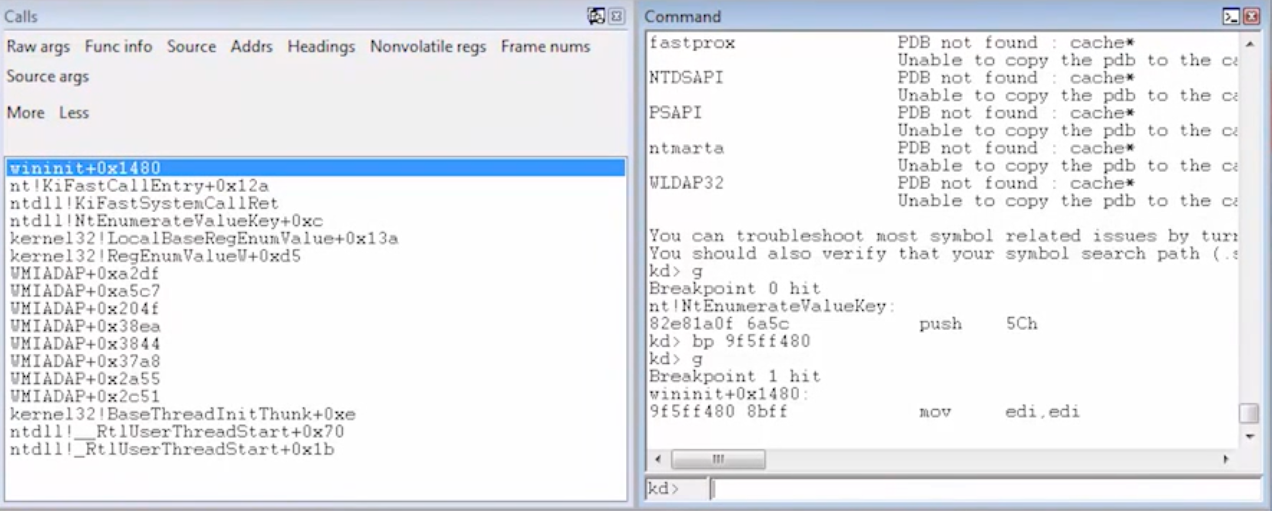 Calls
Raw args Func info Source Addrs Headings Nonvolatile regs Frame nums
Source args
More Less
wininit+0x1480
nt!KiFastCallEntry+0x12a
ntdll!KiFastSystemCallRet
ntdll!NtEnumerateValueKey+0xc
kernel32!LocalBaseRegEnumValue+0x13a
kernel32!RegEnumValueW+0xd5
WMIADAP+0xa2df
WMIADAP+0xa5c7
WMIADAP+0x204f
WMIADAP+0x38ea
WMIADAP+0x3844
WMIADAP+0x37a8
WMIADAP+0x2a55
WMIADAP+0x2c51
kernel32!BaseThreadInitThunk+0xe
ntdll!__RtlUserThreadStart+0x70
ntdll!_RtlUserThreadStart+0x1b
Command
fastprox PDB not found : cache*
Unable to copy the pdb to the ca
NTDSAPI PDB not found : cache*
Unable to copy the pdb to the ca
PSAPI PDB not found : cache*
Unable to copy the pdb to the ca
ntmarta PDB not found : cache*
Unable to copy the pdb to the ca
WLDAP32 PDB not found : cache*
Unable to copy the pdb to the ca
You can troubleshoot most symbol related issues by turr
You should also verify that your symbol search path (.s
kd> g
Breakpoint 0 hit
nt!NtEnumerateValueKey:
82e81a0f 6a5c push 5Ch
kd> bp 9f5ff480
kd> g
Breakpoint 1 hit
wininit+0x1480:
9f5ff480 8bff mov edi,edi
kd>